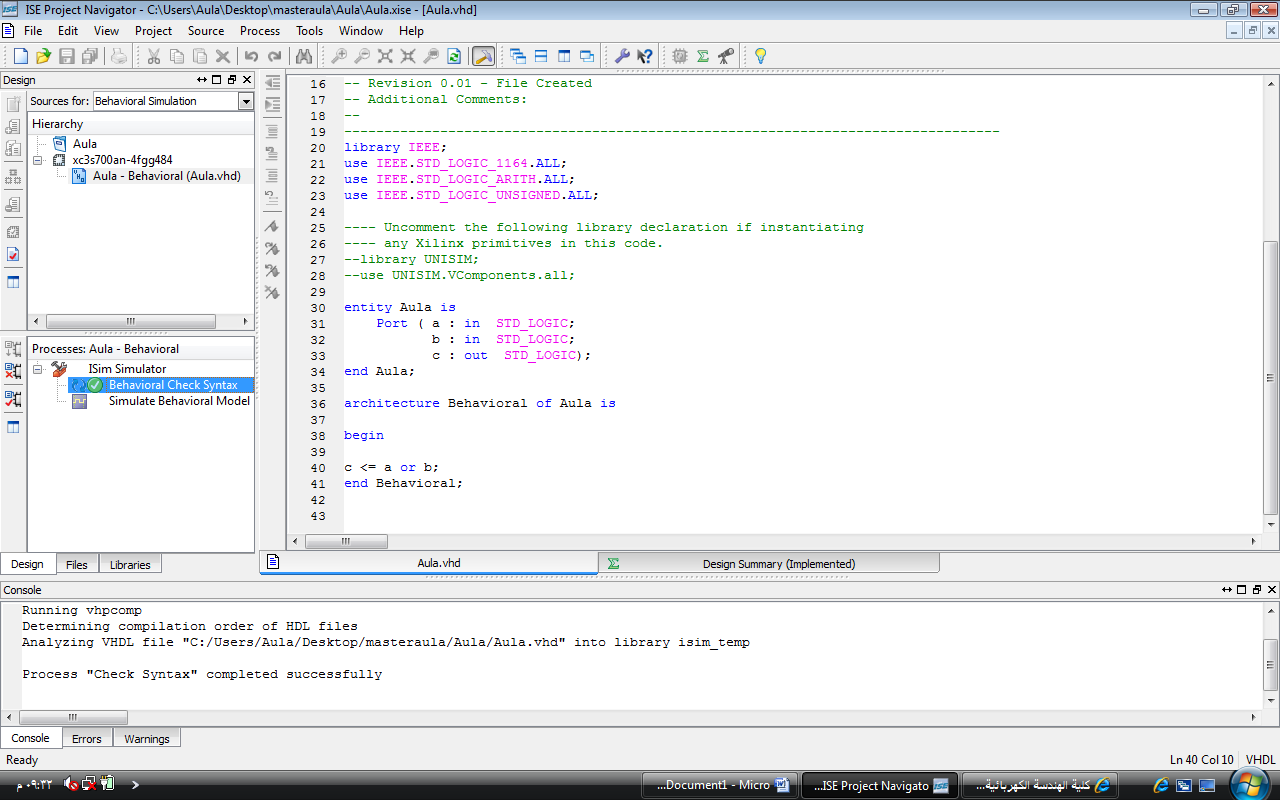 ISE Project Navigator - C:\Users\Aula\Desktop\masteraula\Aula\Aula.xise - [Aula.vhd]
File Edit View Project Source Process Tools Window Help
Design
Sources for: Behavioral Simulation
Hierarchy
Aula
xc3s700an-4fgg484
Aula - Behavioral (Aula.vhd)
Processes: Aula - Behavioral
ISim Simulator
Behavioral Check Syntax
Simulate Behavioral Model
Design Files Libraries
16 -- Revision 0.01 - File Created
17 -- Additional Comments:
18 --
19 ----------------------------------------------------------------------------------
20 library IEEE;
21 use IEEE.STD_LOGIC_1164.ALL;
22 use IEEE.STD_LOGIC_ARITH.ALL;
23 use IEEE.STD_LOGIC_UNSIGNED.ALL;
24
25 ---- Uncomment the following library declaration if instantiating
26 ---- any Xilinx primitives in this code.
27 --library UNISIM;
28 --use UNISIM.VComponents.all;
29
30 entity Aula is
31     Port ( a : in  STD_LOGIC;
32            b : in  STD_LOGIC;
33            c : out  STD_LOGIC);
34 end Aula;
35
36 architecture Behavioral of Aula is
37
38 begin
39
40 c <= a or b;
41 end Behavioral;
42
43
Aula.vhd Design Summary (Implemented)
Console
Running vhpcomp
Determining compilation order of HDL files
Analyzing VHDL file "C:/Users/Aula/Desktop/masteraula/Aula/Aula.vhd" into library isim_temp
Process "Check Syntax" completed successfully
Console Errors Warnings
Ready Ln 40 Col 10 VHDL
٠٩:٣٢ م ...Document1 - Micro ...ISE Project Navigato ...كلية الهندسة الكهربائية